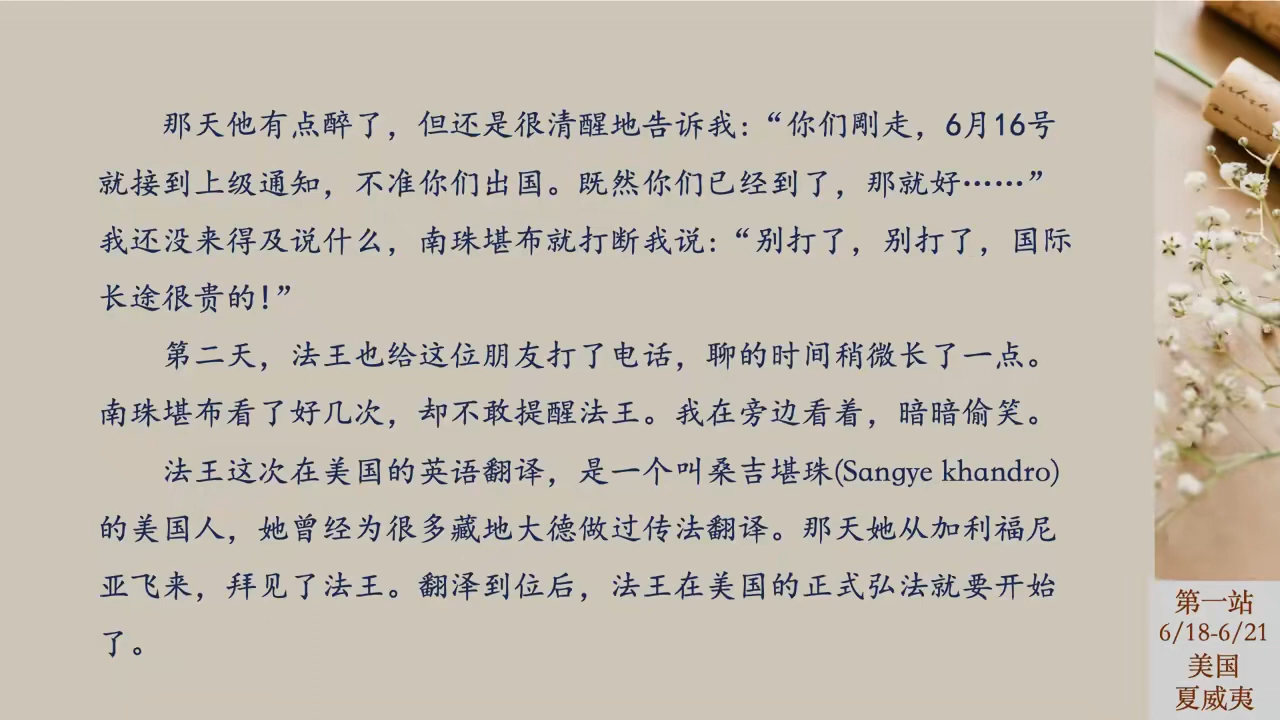 那天他有点醉了，但还是很清醒地告诉我：“你们刚走，6月16号
就接到上级通知，不准你们出国。既然你们已经到了，那就好……”
我还没来得及说什么，南珠堪布就打断我说：“别打了，别打了，国际
长途很贵的！”
第二天，法王也给这位朋友打了电话，聊的时间稍微长了一点。
南珠堪布看了好几次，却不敢提醒法王。我在旁边看着，暗暗偷笑。
法王这次在美国的英语翻译，是一个叫桑吉堪珠(Sangye khandro)
的美国人，她曾经为很多藏地大德做过传法翻译。那天她从加利福尼
亚飞来，拜见了法王。翻泽到位后，法王在美国的正式弘法就要开始
了。
第一站
6/18-6/21
美国
夏威夷